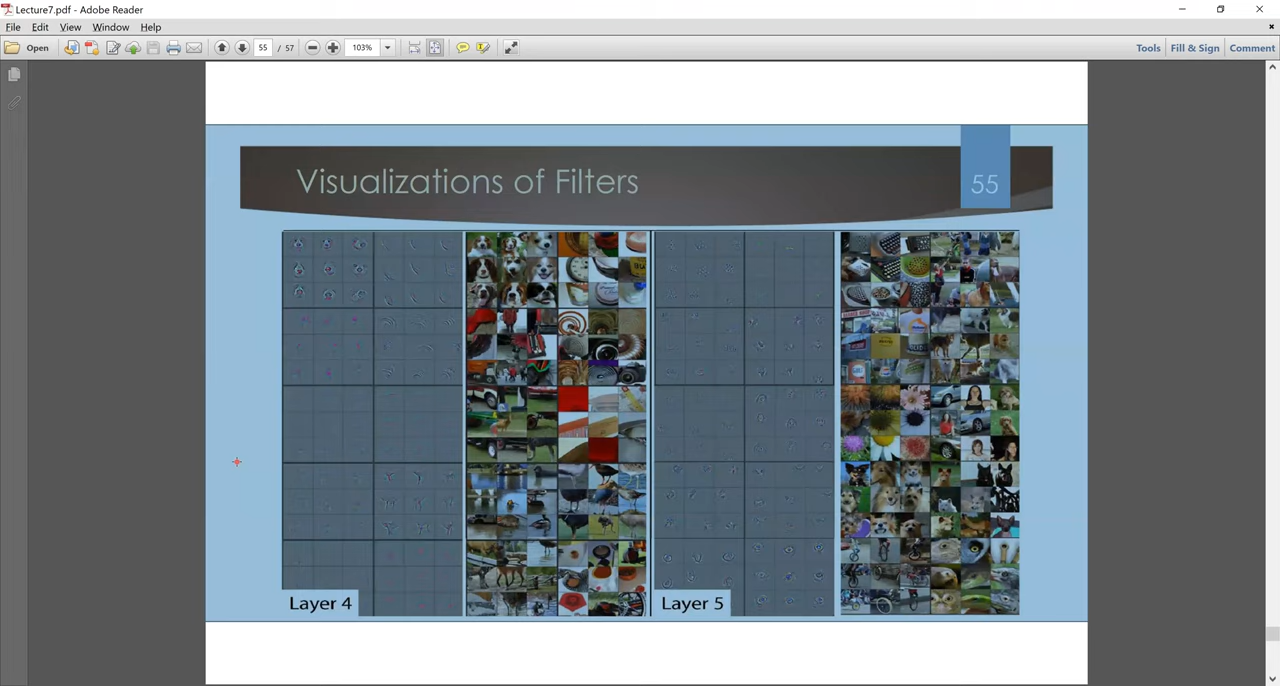 Lecture7.pdf - Adobe Reader
File Edit View Window Help
Open 55 / 57 103% Tools Fill & Sign Comment
Visualizations of Filters
55
Layer 4
Layer 5